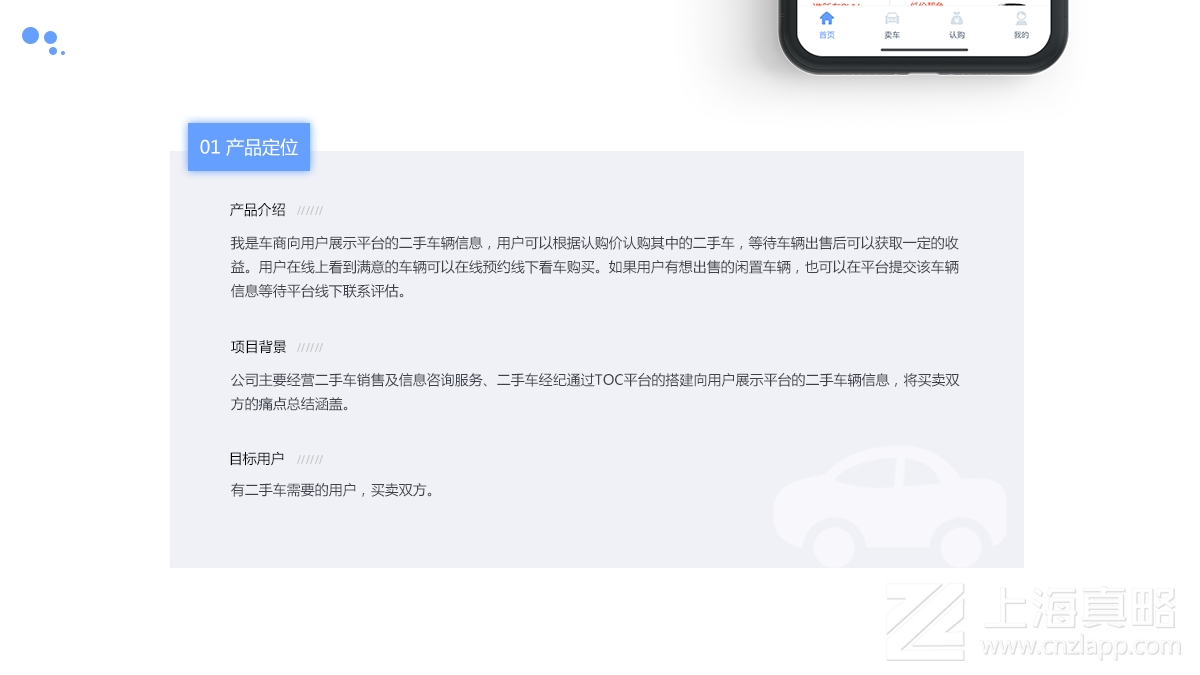 首页 卖车 认购 我的
01 产品定位
产品介绍 //////
我是车商向用户展示平台的二手车辆信息，用户可以根据认购价认购其中的二手车，等待车辆出售后可以获取一定的收
益。用户在线上看到满意的车辆可以在线预约线下看车购买。如果用户有想出售的闲置车辆，也可以在平台提交该车辆
信息等待平台线下联系评估。
项目背景 //////
公司主要经营二手车销售及信息咨询服务、二手车经纪通过TOC平台的搭建向用户展示平台的二手车辆信息，将买卖双
方的痛点总结涵盖。
目标用户 //////
有二手车需要的用户，买卖双方。
上海真略
www.cnzlapp.com